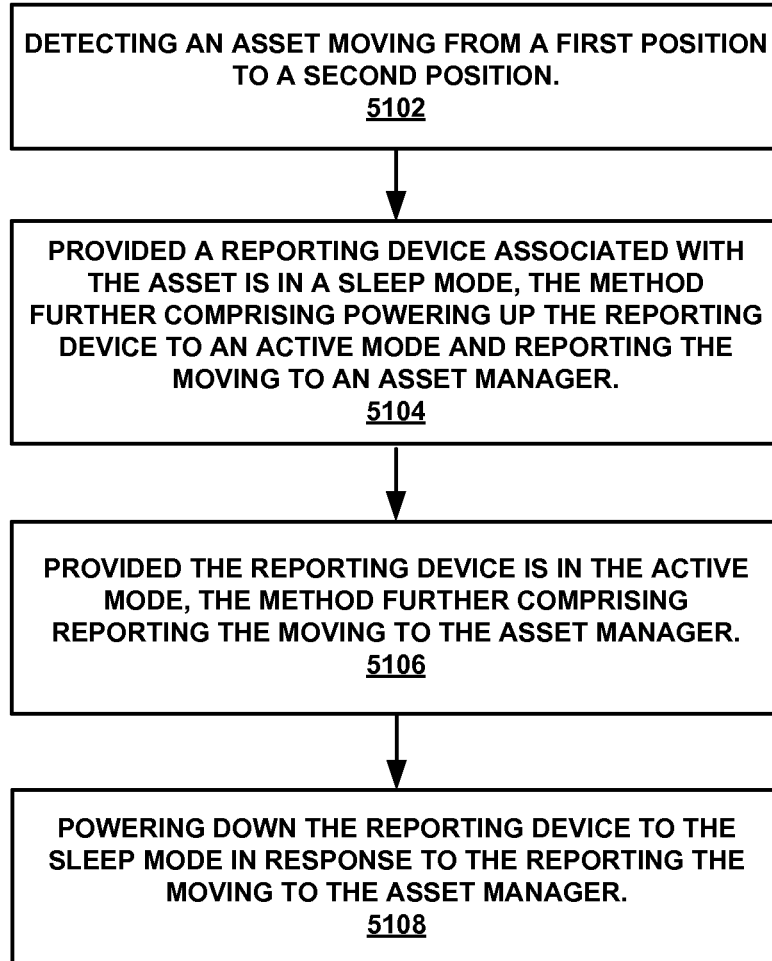 DETECTING AN ASSET MOVING FROM A FIRST POSITION
TO A SECOND POSITION.
5102
PROVIDED A REPORTING DEVICE ASSOCIATED WITH
THE ASSET IS IN A SLEEP MODE, THE METHOD
FURTHER COMPRISING POWERING UP THE REPORTING
DEVICE TO AN ACTIVE MODE AND REPORTING THE
MOVING TO AN ASSET MANAGER.
5104
PROVIDED THE REPORTING DEVICE IS IN THE ACTIVE
MODE, THE METHOD FURTHER COMPRISING
REPORTING THE MOVING TO THE ASSET MANAGER.
5106
POWERING DOWN THE REPORTING DEVICE TO THE
SLEEP MODE IN RESPONSE TO THE REPORTING THE
MOVING TO THE ASSET MANAGER.
5108